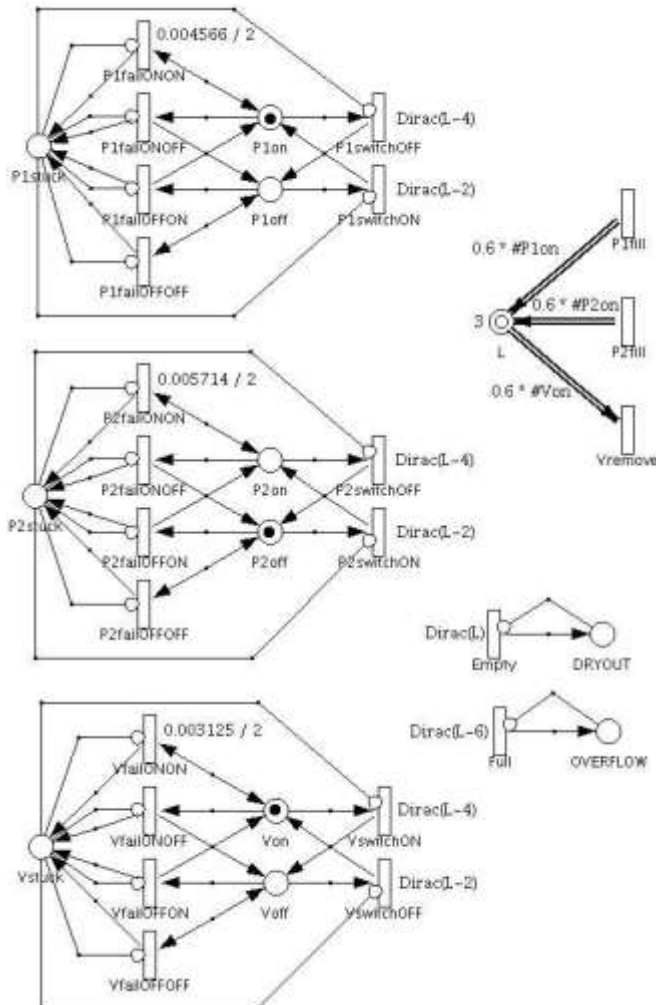 0.004566 / 2
P1failONON
Dirac(L-4)
P1failONOFF
P1on
P1switchOFF
P1stuck
Dirac(L-2)
P1failOFFON
P1off
P1switchON
P1failOFFOFF
0.6 * #P1on
P1fill
0.6 * #P2on
3
L
P2fill
0.6 * #Von
Vremove
0.005714 / 2
P2failONON
Dirac(L-4)
P2failONOFF
P2on
P2switchOFF
P2stuck
Dirac(L-2)
P2failOFFON
P2off
P2switchON
P2failOFFOFF
Dirac(L)
Empty
DRYOUT
Dirac(L-6)
Full
OVERFLOW
0.003125 / 2
VfailONON
Dirac(L-4)
VfailONOFF
Von
VswitchON
Vstuck
Dirac(L-2)
VfailOFFON
Voff
VswitchOFF
VfailOFFOFF